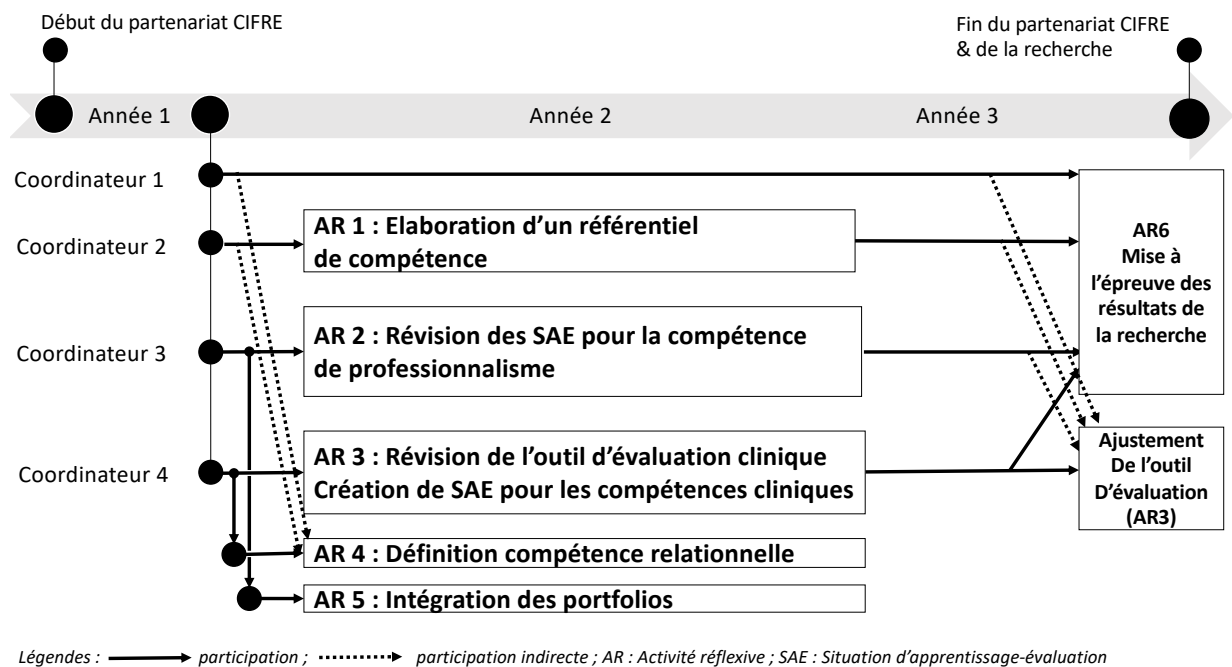 Début du partenariat CIFRE
Fin du partenariat CIFRE
& de la recherche
Année 1
Année 2
Année 3
Coordinateur 1
Coordinateur 2
AR 1 : Elaboration d’un référentiel
de compétence
AR6
Mise à
l’épreuve des
résultats de
la recherche
Coordinateur 3
AR 2 : Révision des SAE pour la compétence
de professionnalisme
Coordinateur 4
AR 3 : Révision de l’outil d’évaluation clinique
Création de SAE pour les compétences cliniques
Ajustement
De l’outil
D’évaluation
(AR3)
AR 4 : Définition compétence relationnelle
AR 5 : Intégration des portfolios
Légendes : participation ; participation indirecte ; AR : Activité réflexive ; SAE : Situation d’apprentissage-évaluation